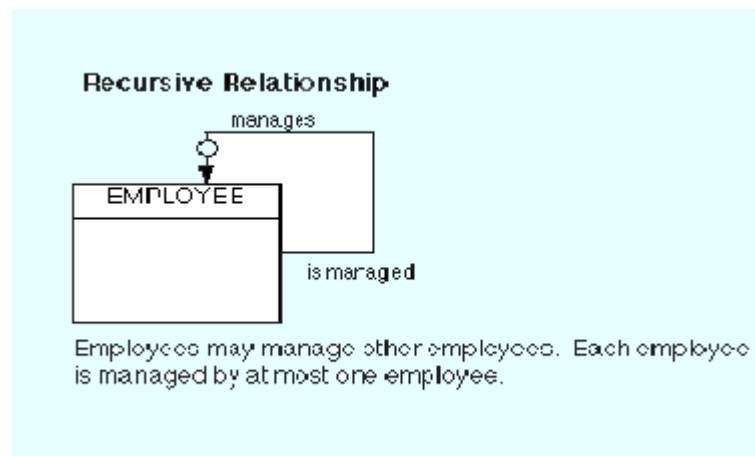 Recursive Relationship
manages
EMPLOYEE
is managed
Employees may manage other employees. Each employee
is managed by at most one employee.